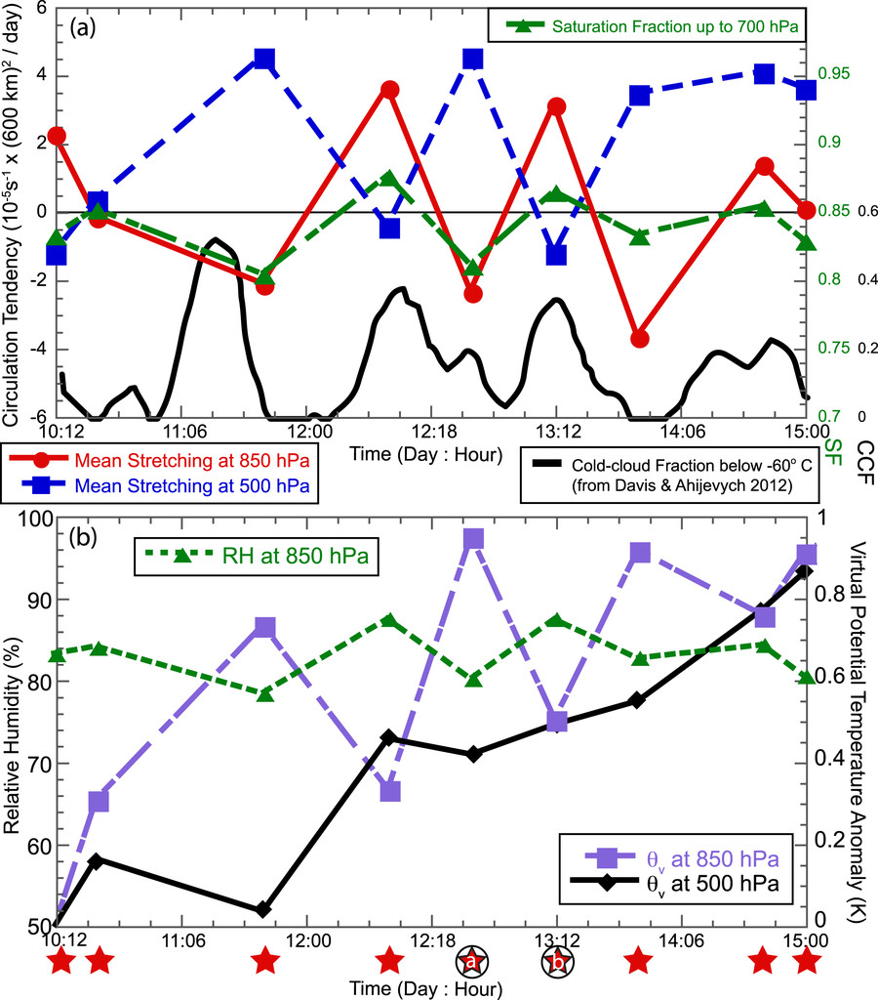 (a)
Saturation Fraction up to 700 hPa
Circulation Tendency (10⁻⁵s⁻¹ x (600 km)² / day)
6
4
2
0
-2
-4
-6
0.95
0.9
0.85
0.8
0.75
0.7
0.6
0.4
0.2
0
SF
CCF
10:12 11:06 12:00 12:18 13:12 14:06 15:00
Time (Day : Hour)
Mean Stretching at 850 hPa
Mean Stretching at 500 hPa
Cold-cloud Fraction below -60° C
(from Davis & Ahijevych 2012)
(b)
RH at 850 hPa
Relative Humidity (%)
100
90
80
70
60
50
1
0.8
0.6
0.4
0.2
0
Virtual Potential Temperature Anomaly (K)
θv at 850 hPa
θv at 500 hPa
10:12 11:06 12:00 12:18 13:12 14:06 15:00
a b
Time (Day : Hour)